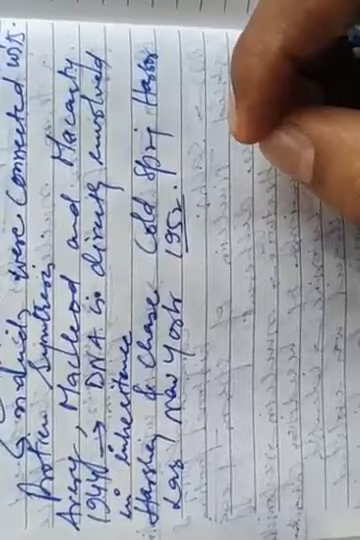 ↳ indirectly were connected with
Protein Synthesis
Avery, MacLeod and Macarty
1944 → DNA is directly involved
in inheritance
Harshey & Chase Cold Spring Harbor
Lab New York 1952.